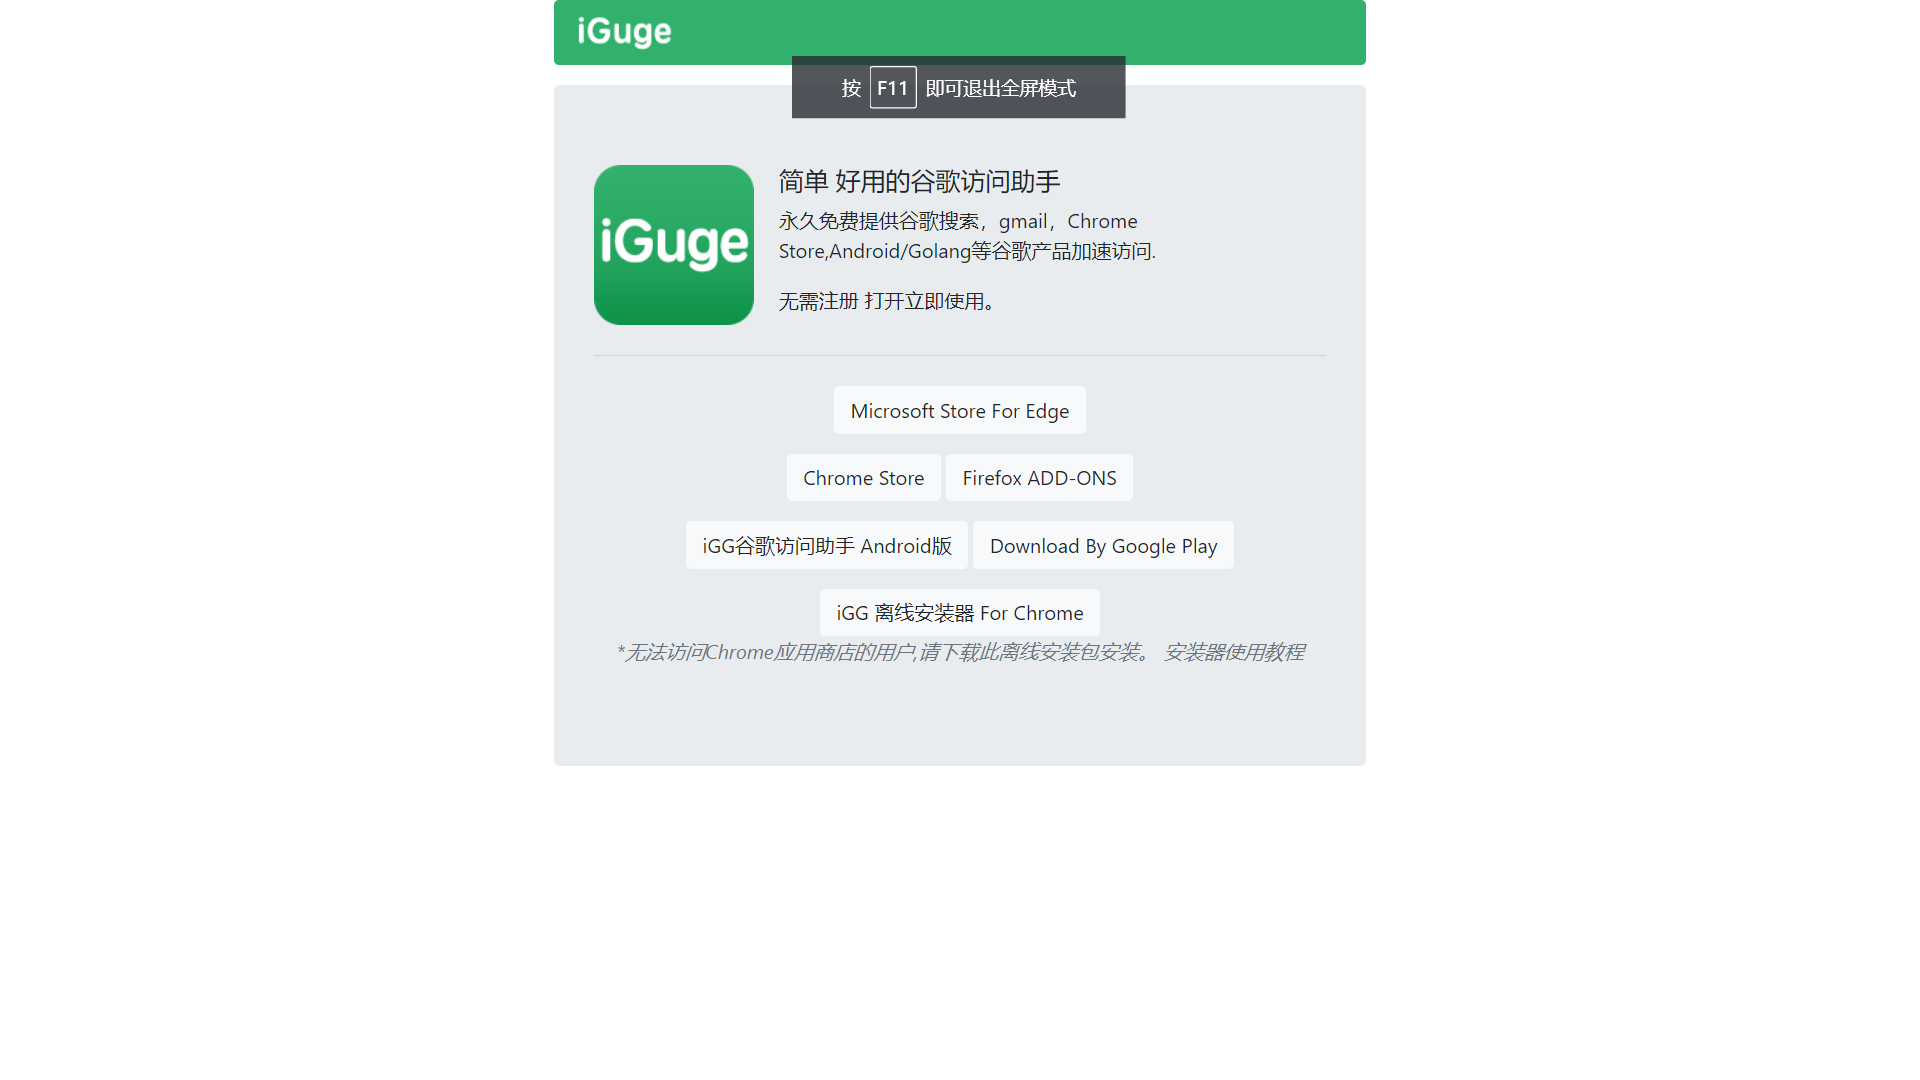 iGuge
按 F11 即可退出全屏模式
iGuge
简单 好用的谷歌访问助手
永久免费提供谷歌搜索，gmail，Chrome
Store,Android/Golang等谷歌产品加速访问.
无需注册 打开立即使用。
Microsoft Store For Edge
Chrome Store
Firefox ADD-ONS
iGG谷歌访问助手 Android版
Download By Google Play
iGG 离线安装器 For Chrome
*无法访问Chrome应用商店的用户,请下载此离线安装包安装。 安装器使用教程